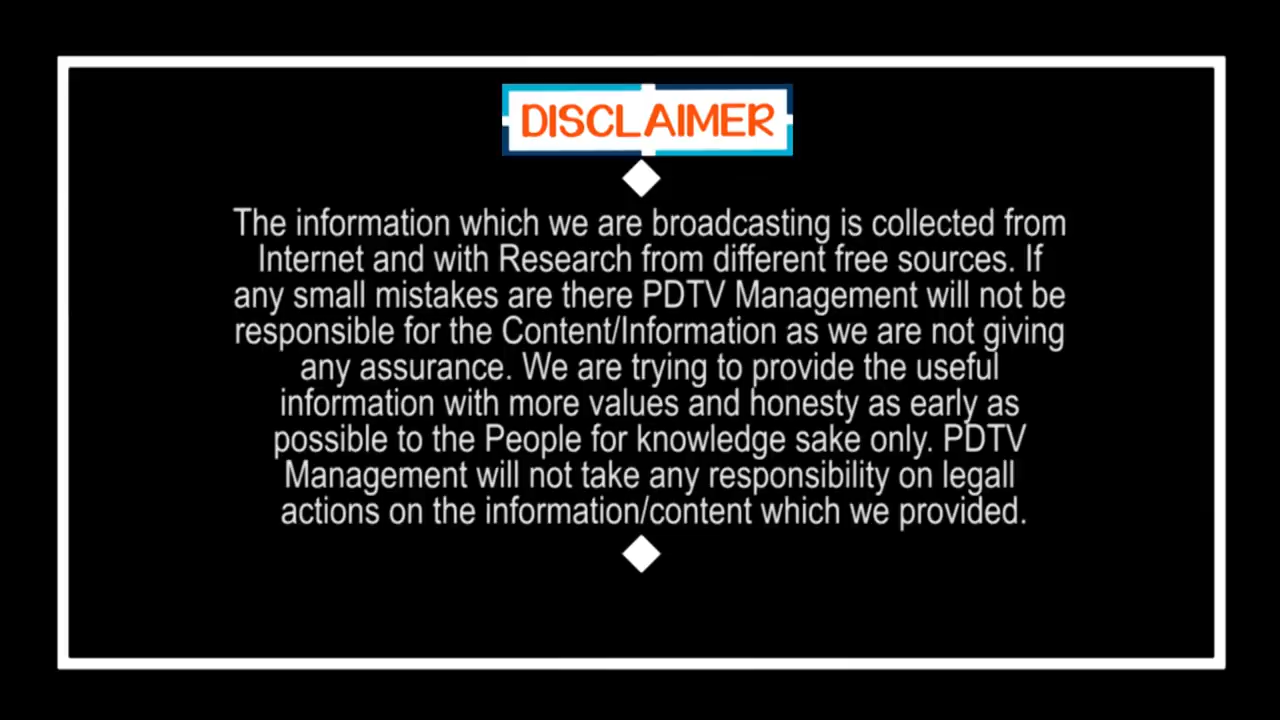 DISCLAIMER
The information which we are broadcasting is collected from
Internet and with Research from different free sources. If
any small mistakes are there PDTV Management will not be
responsible for the Content/Information as we are not giving
any assurance. We are trying to provide the useful
information with more values and honesty as early as
possible to the People for knowledge sake only. PDTV
Management will not take any responsibility on legall
actions on the information/content which we provided.